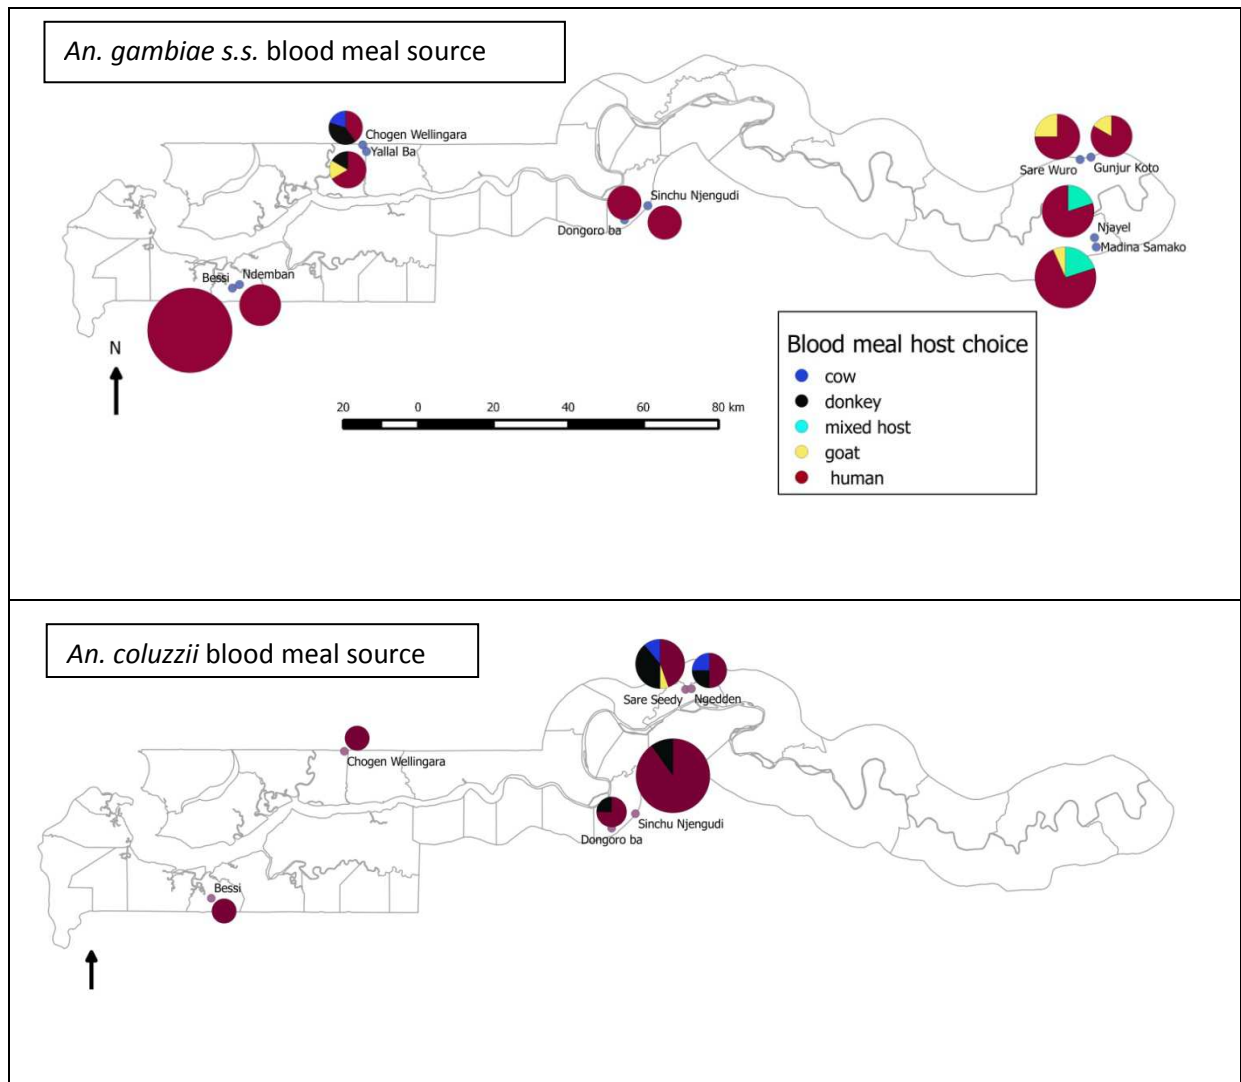 An. gambiae s.s. blood meal source
Chogen Wellingara
Yallal Ba
Sare Wuro
Gunjur Koto
Sinchu Njengudi
Dongoro ba
Njayel
Madina Samako
Bessi
Ndemban
N
20 0 20 40 60 80 km
Blood meal host choice
cow
donkey
mixed host
goat
human
An. coluzzii blood meal source
Sare Seedy
Ngedden
Chogen Wellingara
Sinchu Njengudi
Dongoro ba
Bessi